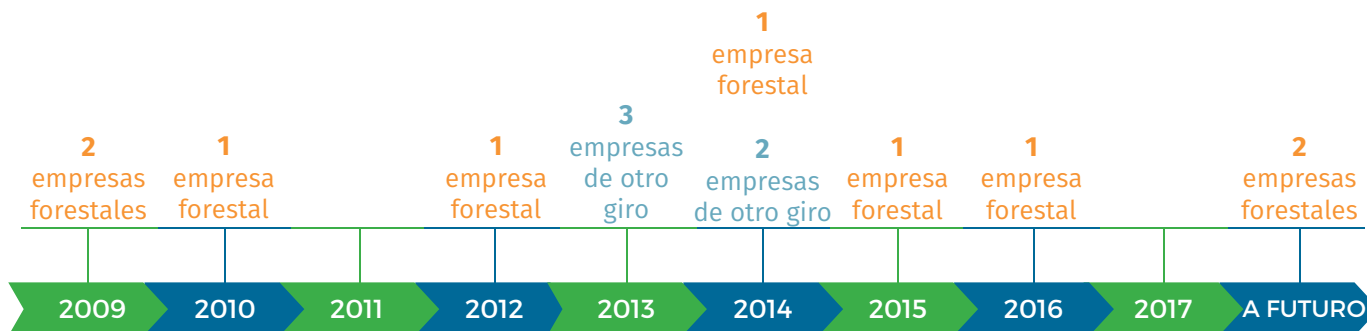 2
empresas
forestales
1
empresa
forestal
1
empresa
forestal
3
empresas
de otro
giro
1
empresa
forestal
2
empresas
de otro giro
1
empresa
forestal
1
empresa
forestal
2
empresas
forestales
2009
2010
2011
2012
2013
2014
2015
2016
2017
A FUTURO